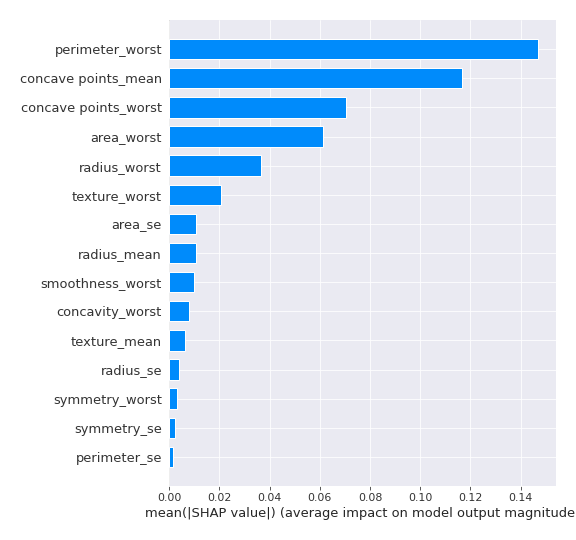 perimeter_worst
concave points_mean
concave points_worst
area_worst
radius_worst
texture_worst
area_se
radius_mean
smoothness_worst
concavity_worst
texture_mean
radius_se
symmetry_worst
symmetry_se
perimeter_se
0.00 0.02 0.04 0.06 0.08 0.10 0.12 0.14
mean(|SHAP value|) (average impact on model output magnitude